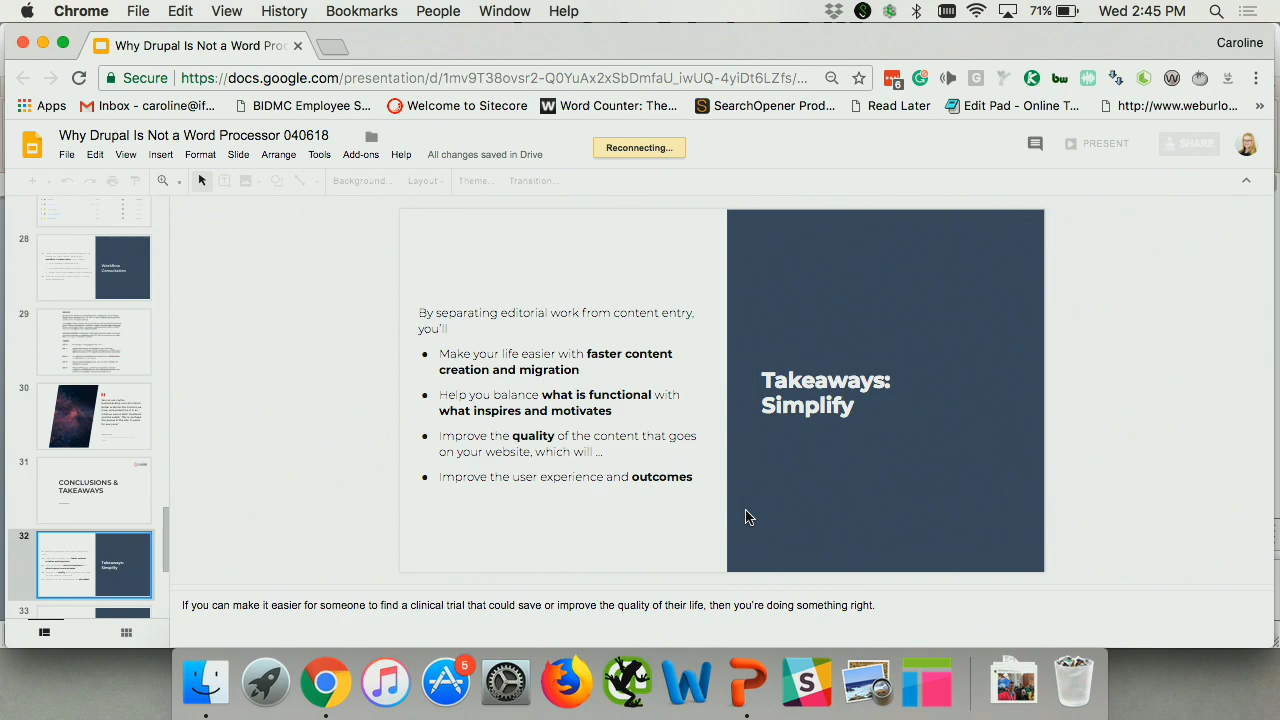 Chrome File Edit View History Bookmarks People Window Help 71% Wed 2:45 PM
Why Drupal Is Not a Word Proc
Caroline
Secure https://docs.google.com/presentation/d/1mv9T38ovsr2-Q0YuAx2xSbDmfaU_iwUQ-4yiDt6LZfs/...
6
Apps Inbox - caroline@if... BIDMC Employee S... Welcome to Sitecore Word Counter: The... SearchOpener Prod... Read Later Edit Pad - Online T... http://www.weburlo... »
Why Drupal Is Not a Word Processor 040618
File Edit View Insert Format Slide Arrange Tools Add-ons Help All changes saved in Drive
Reconnecting...
PRESENT
SHARE
Background... Layout Theme... Transition...
28
Workflow
Consultation
29
30
31
CONCLUSIONS &
TAKEAWAYS
32
Takeaways:
Simplify
33
By separating editorial work from content entry,
you'll
● Make your life easier with faster content
creation and migration
● Help you balance what is functional with
what inspires and motivates
● Improve the quality of the content that goes
on your website, which will ...
● Improve the user experience and outcomes
Takeaways:
Simplify
If you can make it easier for someone to find a clinical trial that could save or improve the quality of their life, then you're doing something right.
5